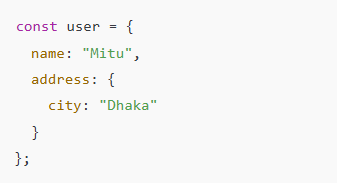 const user = {
  name: "Mitu",
  address: {
    city: "Dhaka"
  }
};